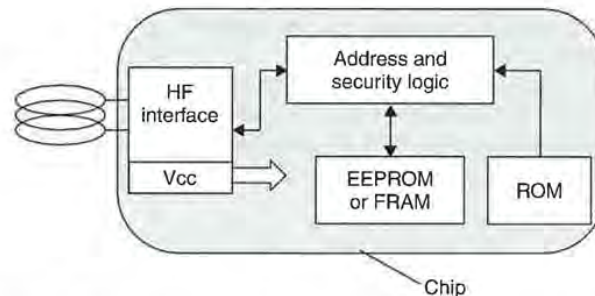 HF
interface
Vcc
Address and
security logic
EEPROM
or FRAM
ROM
Chip